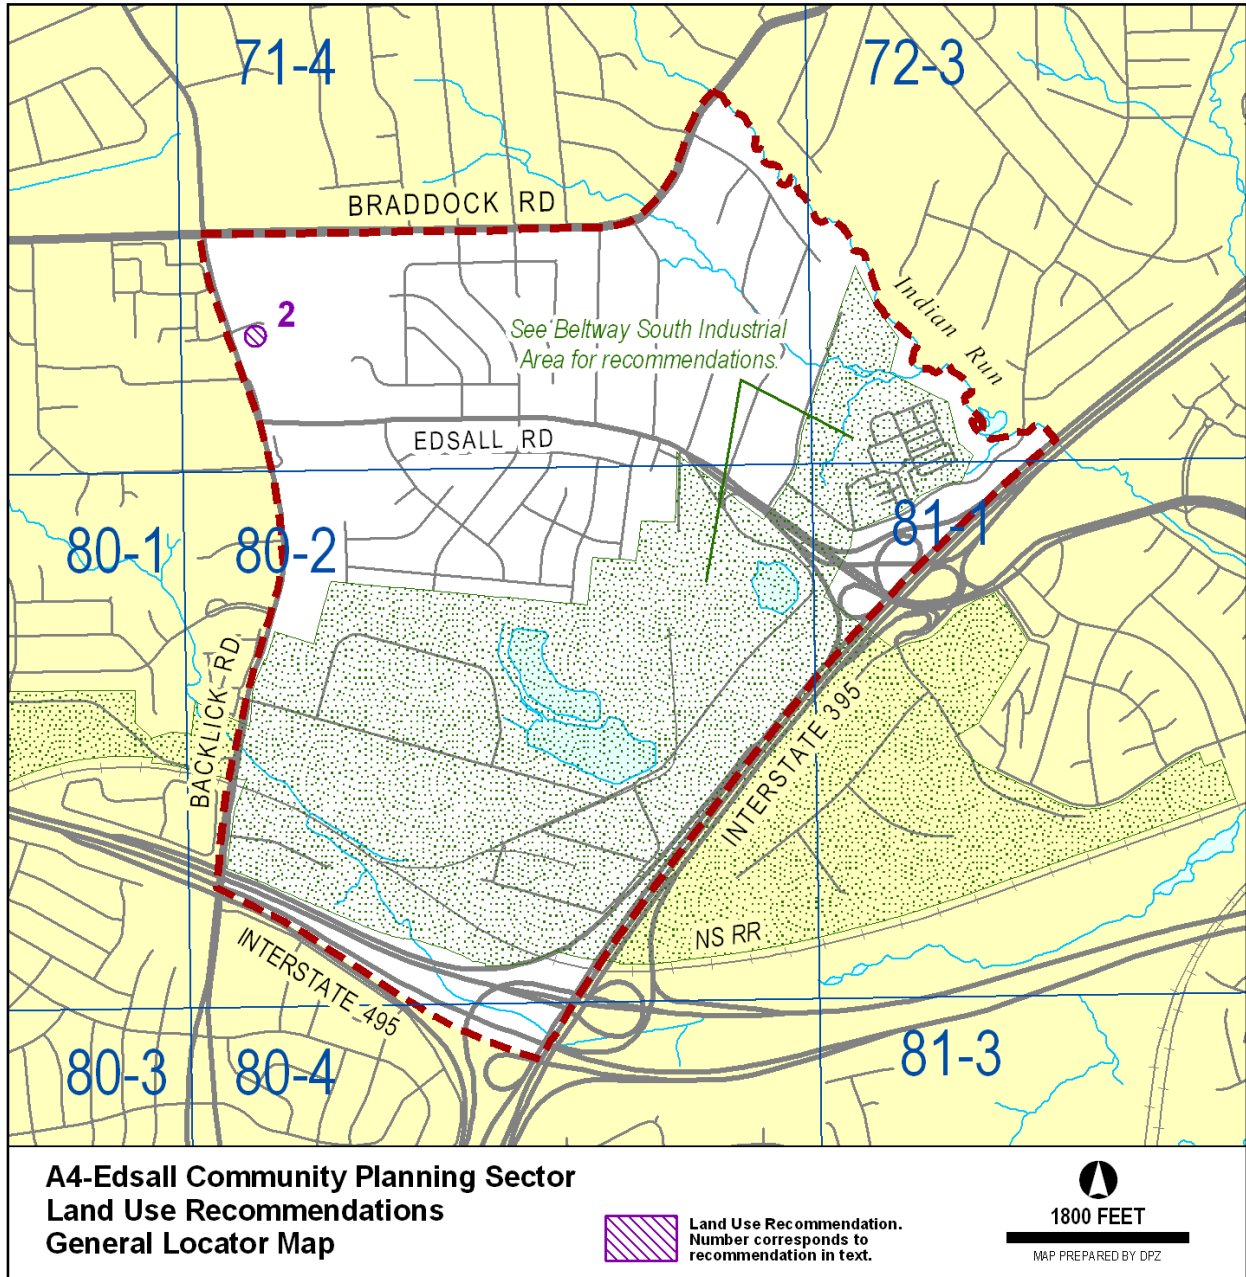 71-4
72-3
BRADDOCK RD
2
Indian Run
See Beltway South Industrial
Area for recommendations.
EDSALL RD
80-1
80-2
81-1
BACKLICK RD
INTERSTATE 395
NS RR
INTERSTATE 495
80-3
80-4
81-3
A4-Edsall Community Planning Sector
Land Use Recommendations
General Locator Map
Land Use Recommendation.
Number corresponds to
recommendation in text.
1800 FEET
MAP PREPARED BY DPZ